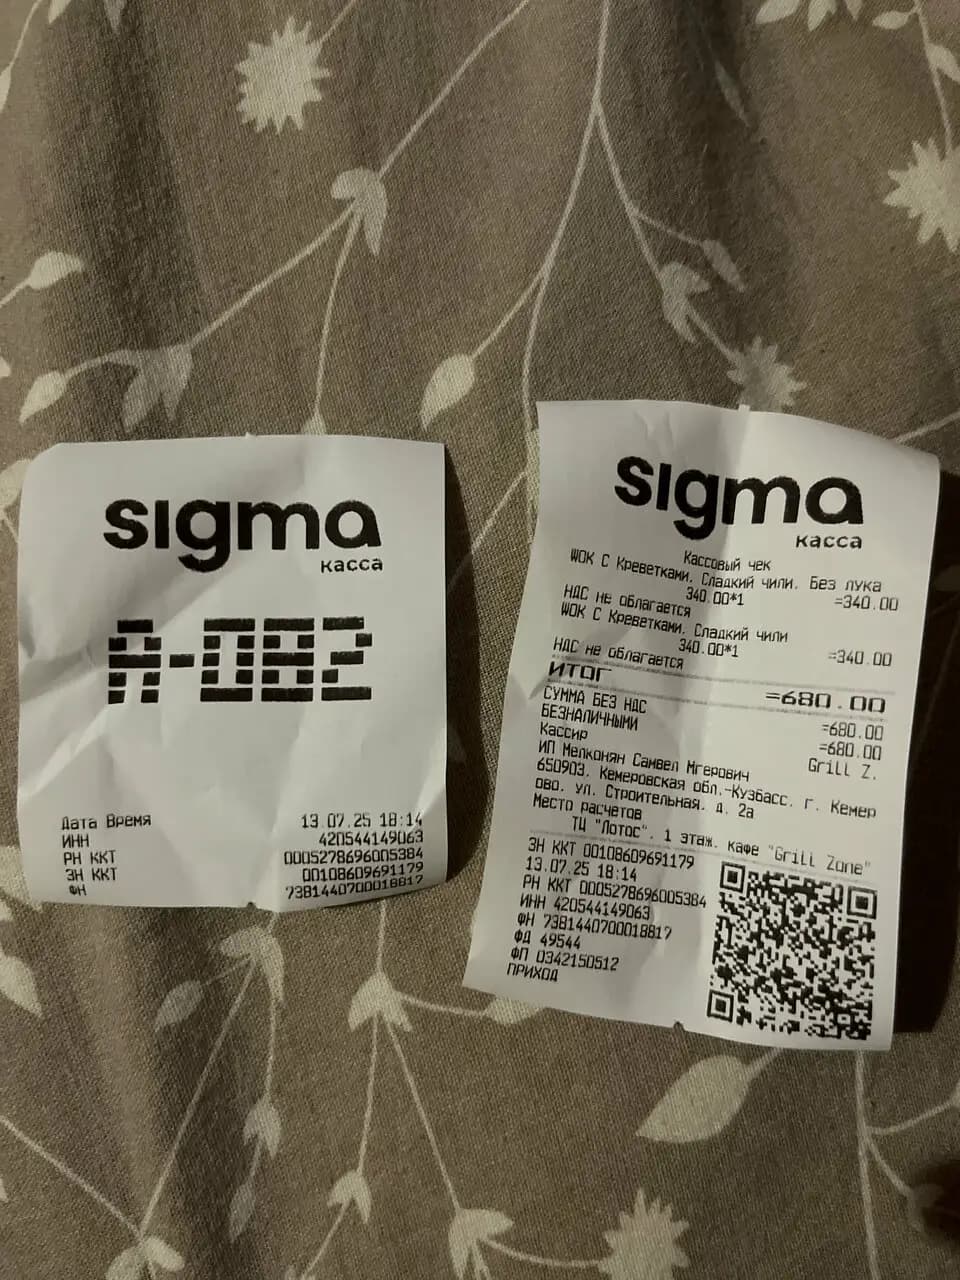 sigma
касса
A-082
Дата Время 13.07.25 18:14
ИНН 420544149063
РН ККТ 0005278696005384
ЗН ККТ 00108609691179
ФН 7381440700018817
sigma
касса
Кассовый чек
WOK С Креветками, Сладкий чили. Без лука
340.00*1 =340.00
НДС не облагается
WOK С Креветками, Сладкий чили
340.00*1 =340.00
НДС не облагается
ИТОГ =680.00
СУММА БЕЗ НДС =680.00
БЕЗНАЛИЧНЫМИ =680.00
Кассир Grill Z.
ИП Мелконян Самвел Мгерович
650903, Кемеровская обл.-Кузбасс, г. Кемер
ово, ул. Строительная, д. 2а
Место расчетов
ТЦ "Лотос", 1 этаж, кафе "Grill Zone"
ЗН ККТ 00108609691179
13.07.25 18:14
РН ККТ 0005278696005384
ИНН 420544149063
ФН 7381440700018817
ФД 49544
ФП 0342150512
ПРИХОД